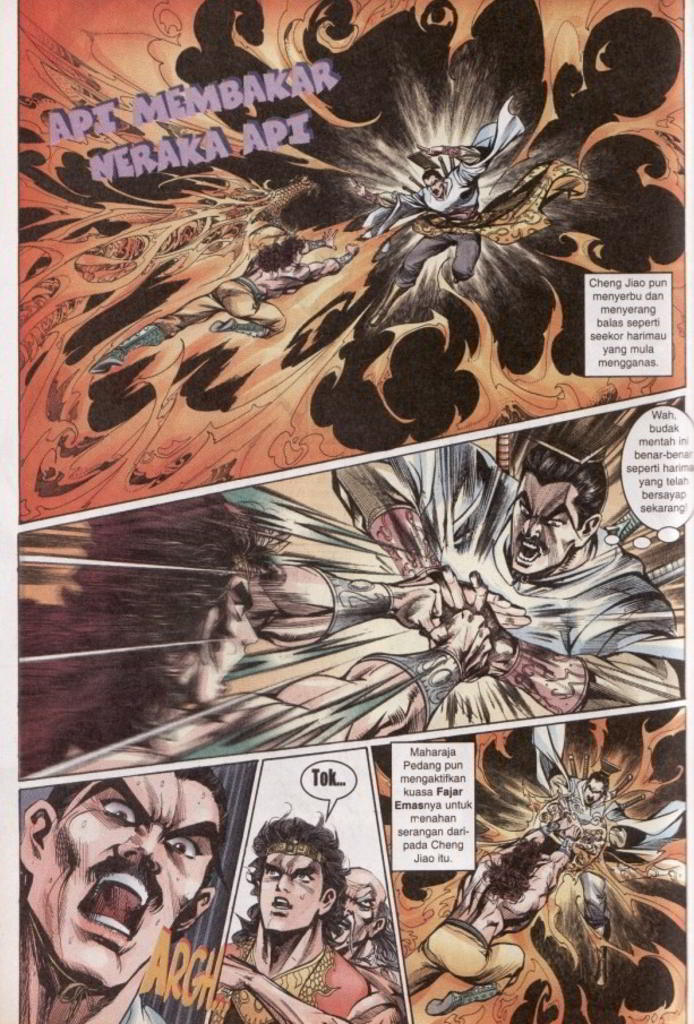 API MEMBAKAR
NERAKA API
Cheng Jiao pun
menyerbu dan
menyerang
balas seperti
seekor harimau
yang mula
mengganas.
Wah,
budak
mentah ini
benar-benar
seperti harimau
yang telah
bersayap
sekarang!
Maharaja
Pedang pun
mengaktifkan
kuasa Fajar
Emasnya untuk
menahan
serangan dari-
pada Cheng
Jiao itu.
Tok...
ARGH..